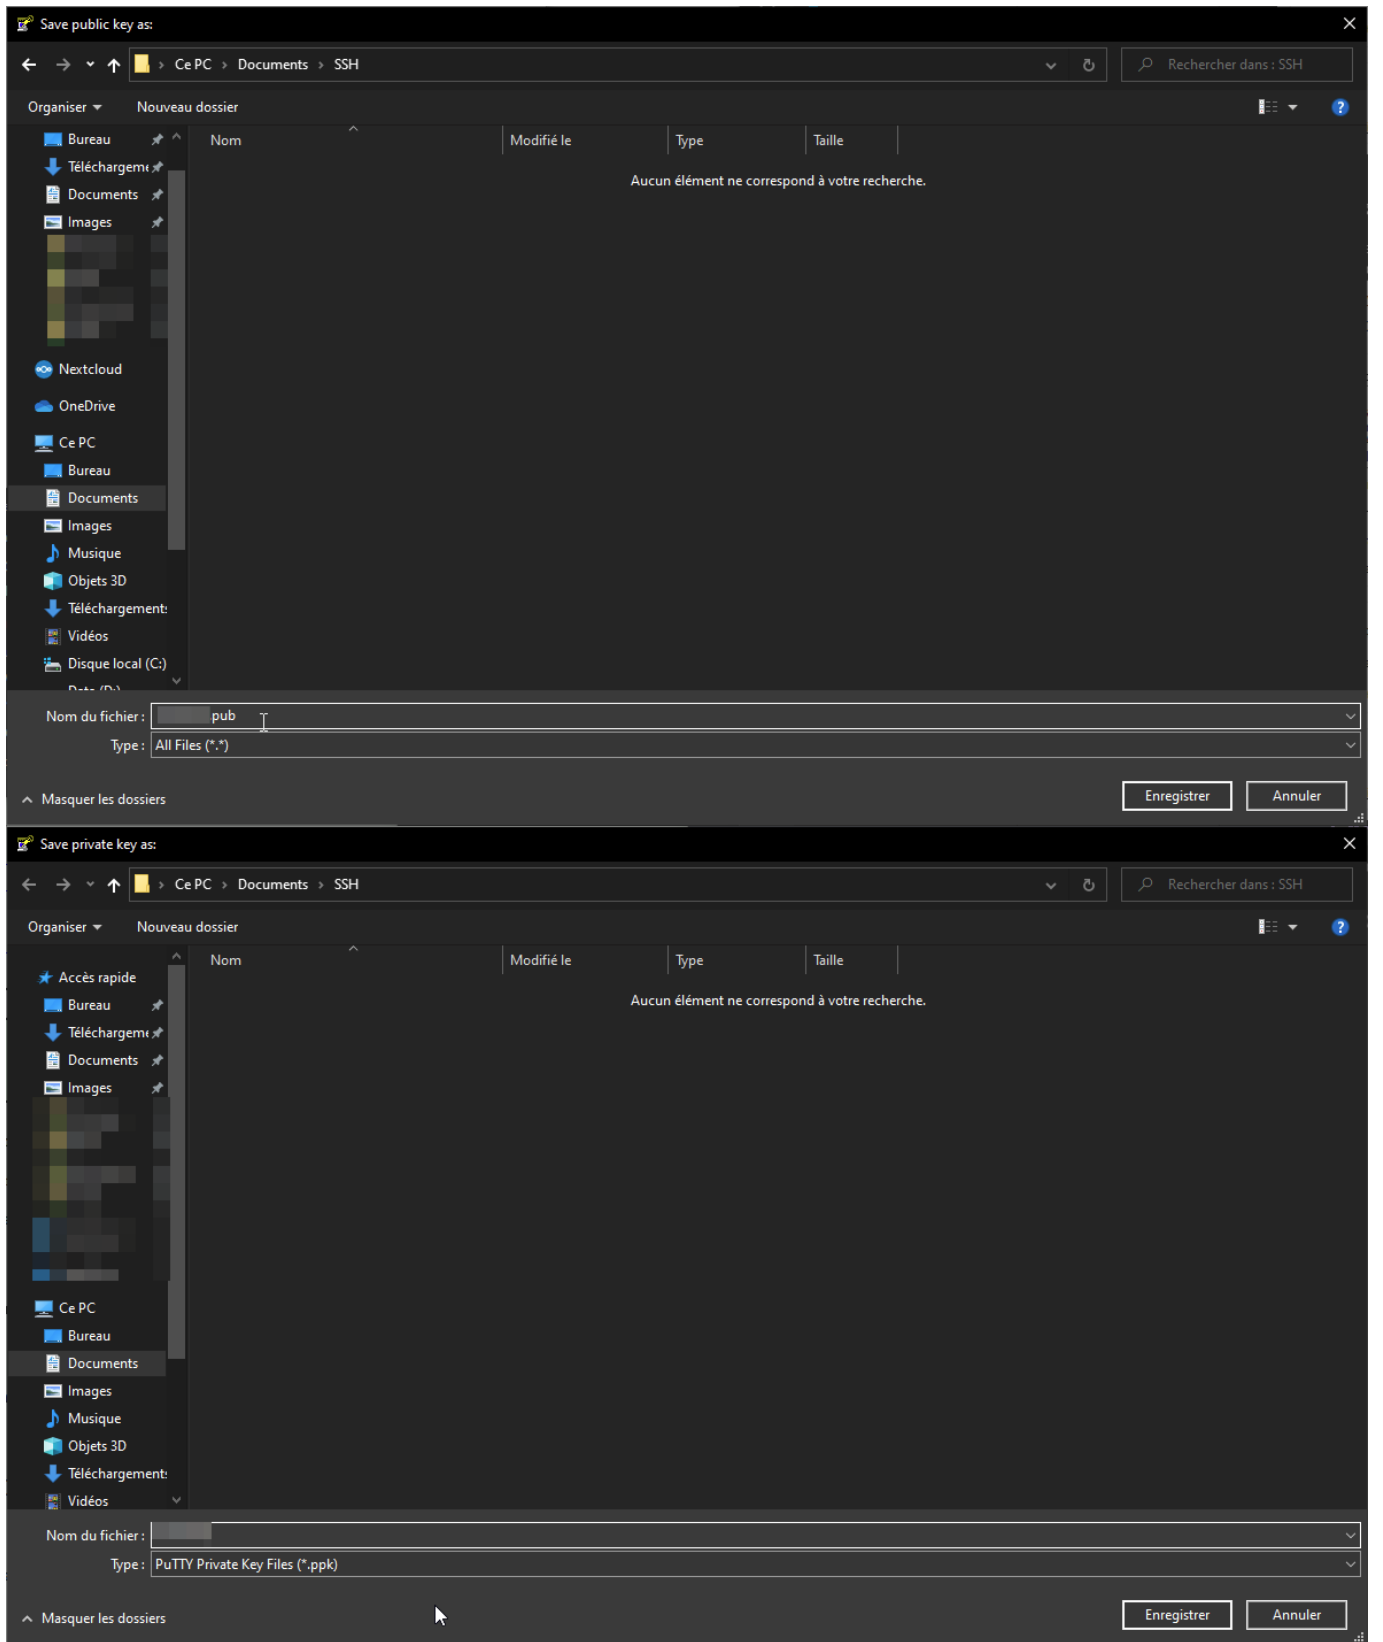 Save public key as:
Ce PC › Documents › SSH
Rechercher dans : SSH
Organiser
Nouveau dossier
Nom
Modifié le
Type
Taille
Aucun élément ne correspond à votre recherche.
Bureau
Téléchargeme
Documents
Images
Nextcloud
OneDrive
Ce PC
Bureau
Documents
Images
Musique
Objets 3D
Téléchargements
Vidéos
Disque local (C:)
Data (D:)
Nom du fichier : pub
Type : All Files (*.*)
Masquer les dossiers
Enregistrer
Annuler
Save private key as:
Ce PC › Documents › SSH
Rechercher dans : SSH
Organiser
Nouveau dossier
Nom
Modifié le
Type
Taille
Aucun élément ne correspond à votre recherche.
Accès rapide
Bureau
Téléchargeme
Documents
Images
Ce PC
Bureau
Documents
Images
Musique
Objets 3D
Téléchargements
Vidéos
Nom du fichier :
Type : PuTTY Private Key Files (*.ppk)
Masquer les dossiers
Enregistrer
Annuler